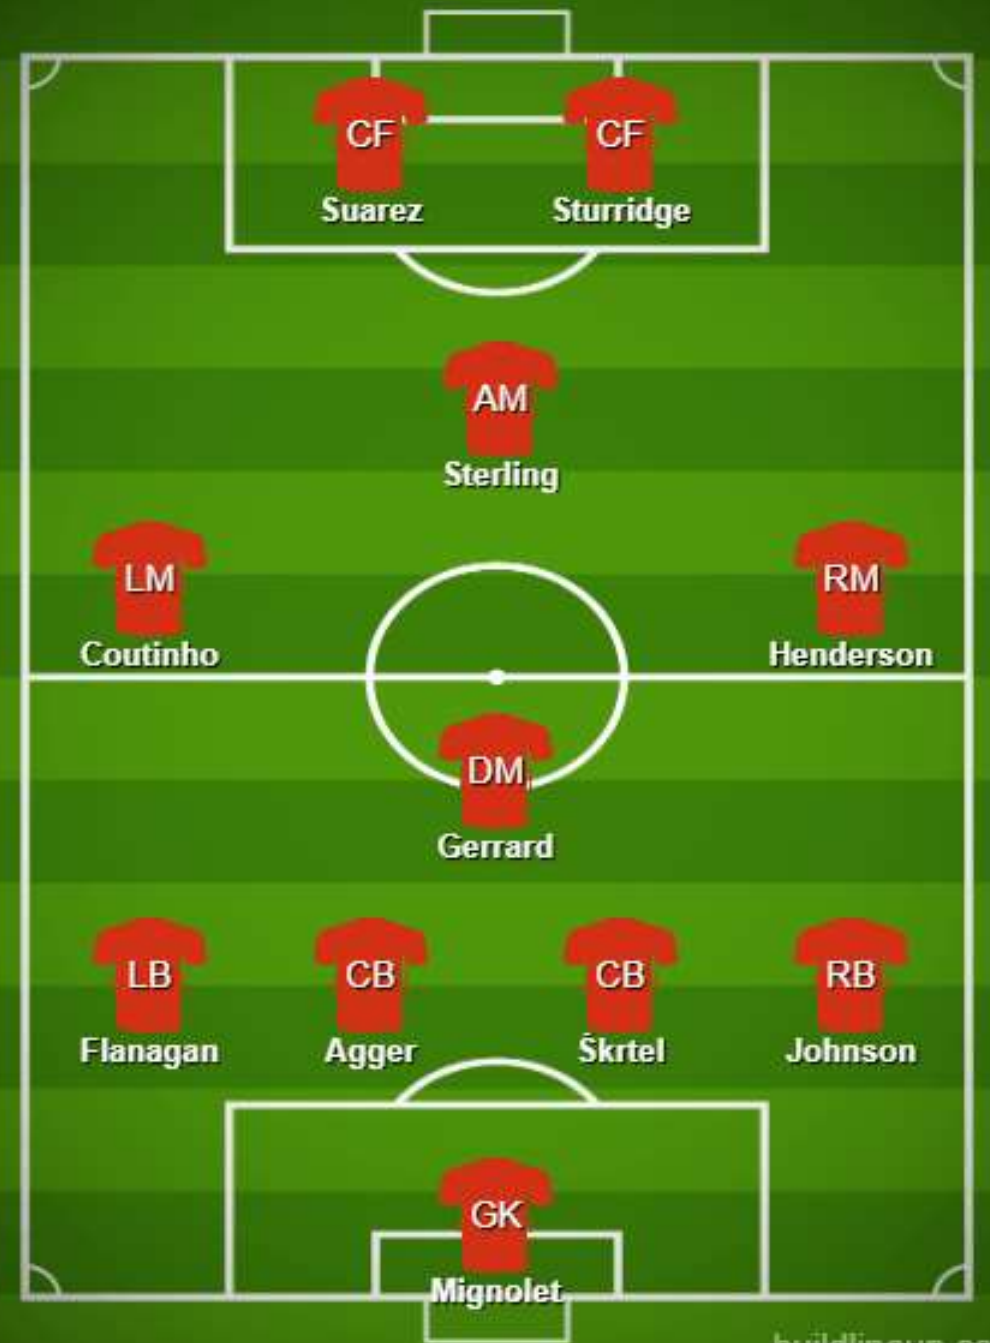 CF CF
Suarez Sturridge
AM
Sterling
LM RM
Coutinho Henderson
DM
Gerrard
LB CB CB RB
Flanagan Agger Škrtel Johnson
GK
Mignolet